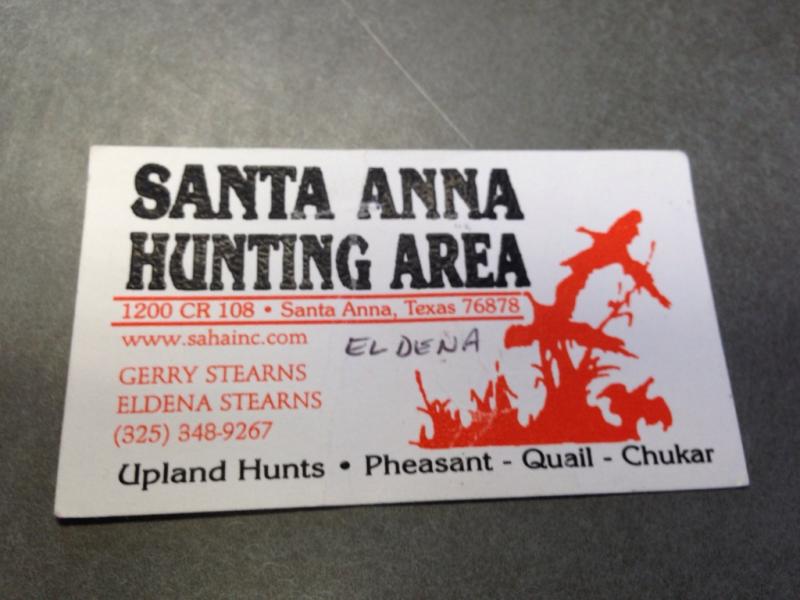 SANTA ANNA
HUNTING AREA
1200 CR 108 • Santa Anna, Texas 76878
www.sahainc.com
ELDENA
GERRY STEARNS
ELDENA STEARNS
(325) 348-9267
Upland Hunts • Pheasant - Quail - Chukar